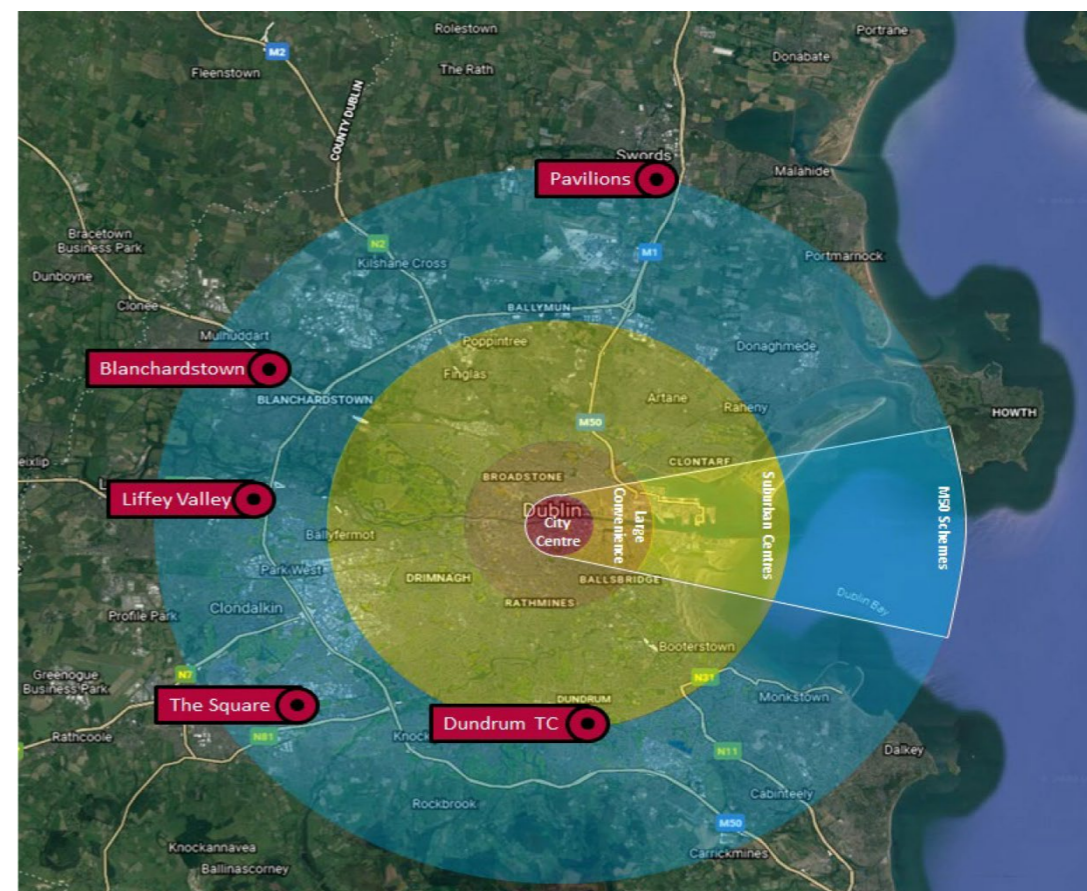 Rolestown
Portrane
M2
Donabate
Fleenstown
The Rath
COUNTY DUBLIN
Swords
Pavilions
Malahide
Bracetown
Business Park
N2
Kilshane Cross
M1
Portmarnock
Dunboyne
Clonee
BALLYMUN
Mulhuddart
Poppintree
Donaghmede
Blanchardstown
Finglas
BLANCHARDSTOWN
Artane
Raheny
HOWTH
M50
CLONTARF
eixlip
BROADSTONE
Liffey Valley
L
Dublin
City
Centre
Large
Convenience
Suburban Centres
M50 Schemes
Ballyfermot
Park West
DRIMNAGH
BALLSBRIDGE
RATHMINES
Dublin Bay
Clondalkin
Profile Park
Booterstown
Greenogue
Business Park
N7
N31
Monkstown
The Square
DUNDRUM
Dundrum TC
Rathcoole
N81
Knoc
N11
Dalkey
Cabinteely
Rockbrook
M50
Knockannavea
Carrickmines
Ballinascorney